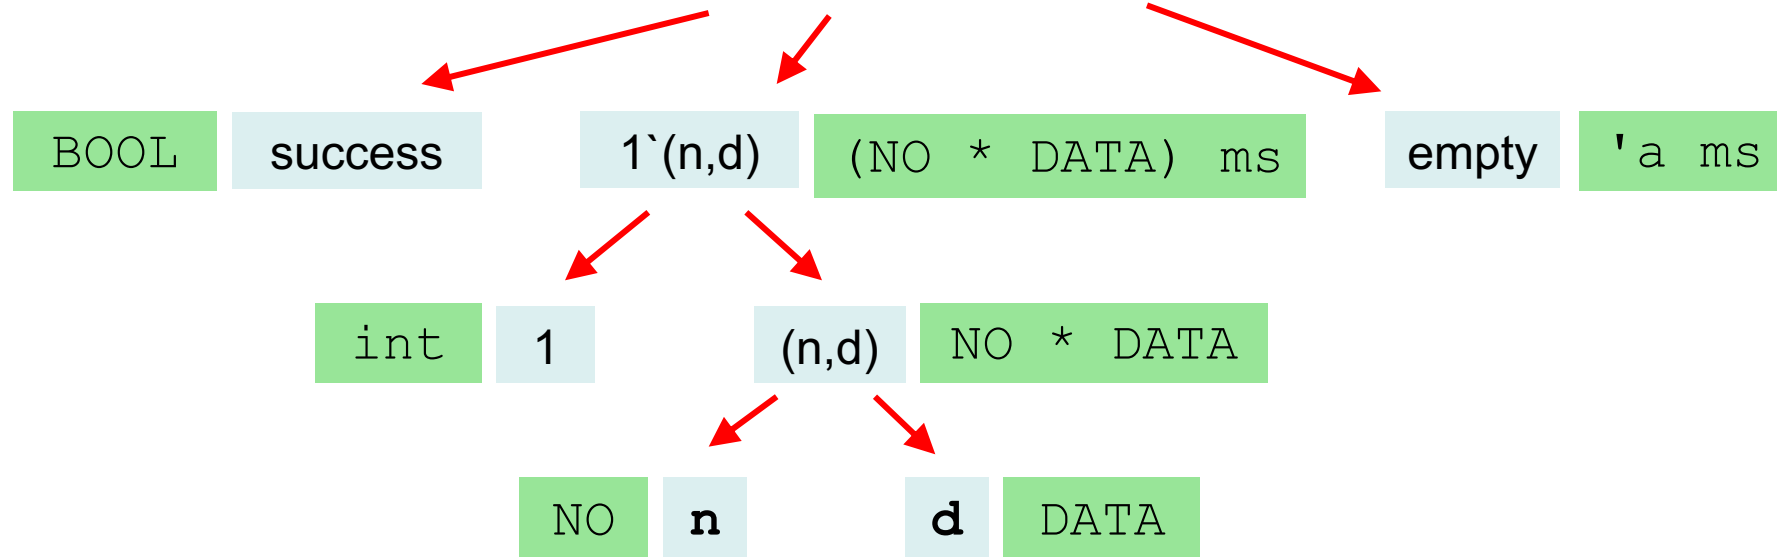 BOOL success 1`(n,d) (NO * DATA) ms empty 'a ms
int 1 (n,d) NO * DATA
NO n d DATA